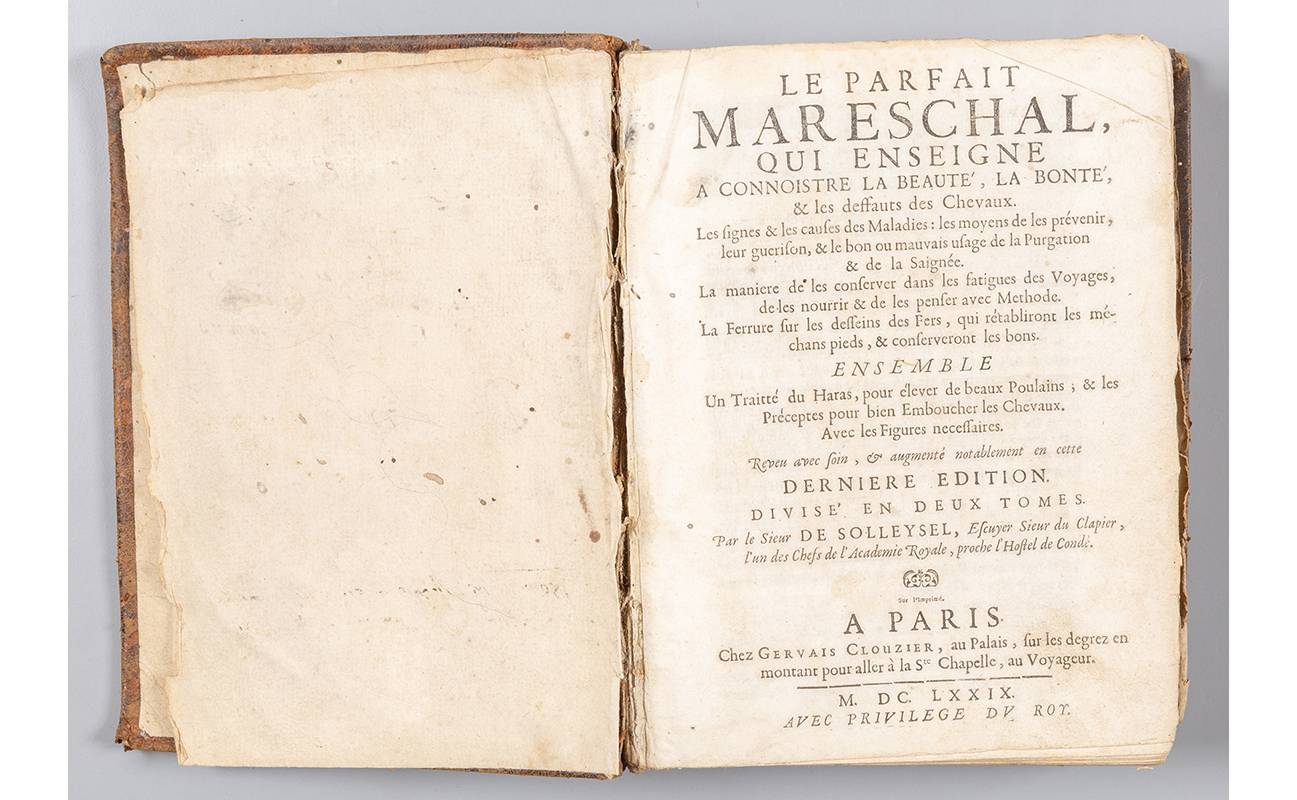 LE PARFAIT
MARESCHAL,
QUI ENSEIGNE
A CONNOISTRE LA BEAUTE', LA BONTE',
& les deffauts des Chevaux.
Les ſignes & les cauſes des Maladies : les moyens de les prévenir,
leur gueriſon, & le bon ou mauvais uſage de la Purgation
& de la Saignée.
La maniere de les conſerver dans les fatigues des Voyages,
de les nourrir & de les penſer avec Methode.
La Ferrure ſur les deſſeins des Fers, qui rétabliront les mé-
chans pieds, & conſerveront les bons.
ENSEMBLE
Un Traitté du Haras, pour élever de beaux Poulains ; & les
Préceptes pour bien Emboucher les Chevaux.
Avec les Figures neceſſaires.
Reveu avec ſoin, & augmenté notablement en cette
DERNIERE EDITION.
DIVISE' EN DEUX TOMES.
Par le Sieur DE SOLLEYSEL, Eſcuyer Sieur du Clapier,
l'un des Chefs de l'Academie Royale, proche l'Hoſtel de Condé.
Sur l'Imprimé.
A PARIS.
Chez GERVAIS CLOUZIER, au Palais, ſur les degrez en
montant pour aller à la Ste Chapelle, au Voyageur.
M. DC. LXXIX.
AVEC PRIVILEGE DV ROY.